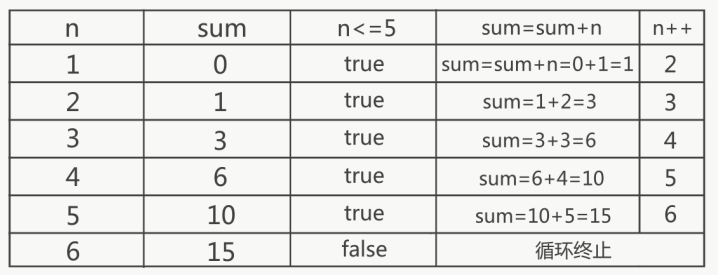 n sum n<=5 sum=sum+n n++
1 0 true sum=sum+n=0+1=1 2
2 1 true sum=1+2=3 3
3 3 true sum=3+3=6 4
4 6 true sum=6+4=10 5
5 10 true sum=10+5=15 6
6 15 false 循环终止